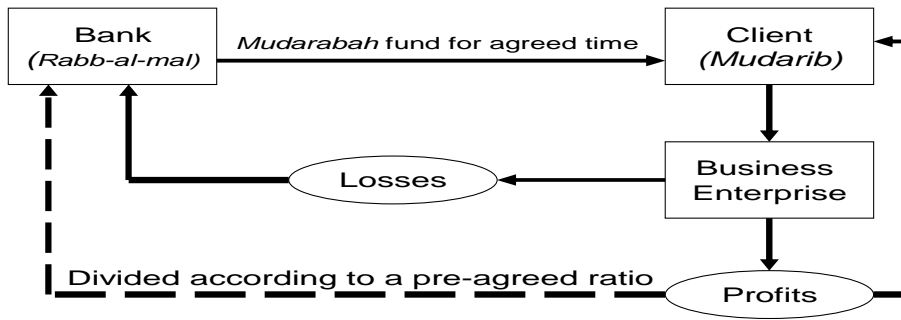 Bank
(Rabb-al-mal)
Mudarabah fund for agreed time
Client
(Mudarib)
Business
Enterprise
Losses
Divided according to a pre-agreed ratio
Profits